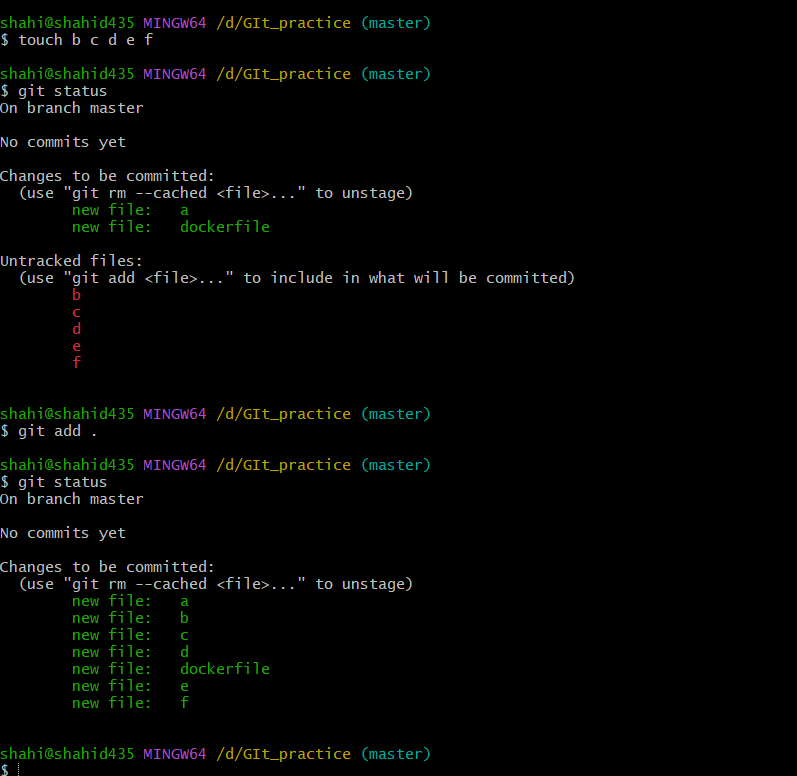 shahi@shahid435 MINGW64 /d/GIt_practice (master)
$ touch b c d e f
shahi@shahid435 MINGW64 /d/GIt_practice (master)
$ git status
On branch master
No commits yet
Changes to be committed:
(use "git rm --cached <file>..." to unstage)
new file: a
new file: dockerfile
Untracked files:
(use "git add <file>..." to include in what will be committed)
b
c
d
e
f
shahi@shahid435 MINGW64 /d/GIt_practice (master)
$ git add .
shahi@shahid435 MINGW64 /d/GIt_practice (master)
$ git status
On branch master
No commits yet
Changes to be committed:
(use "git rm --cached <file>..." to unstage)
new file: a
new file: b
new file: c
new file: d
new file: dockerfile
new file: e
new file: f
shahi@shahid435 MINGW64 /d/GIt_practice (master)
$